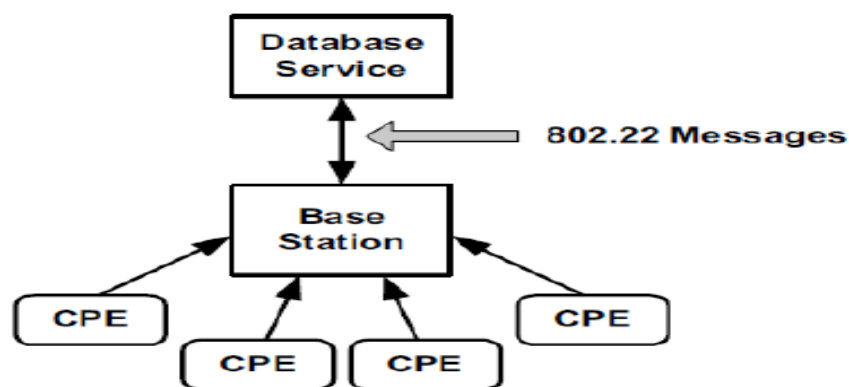 Database
Service
802.22 Messages
Base
Station
CPE
CPE
CPE
CPE